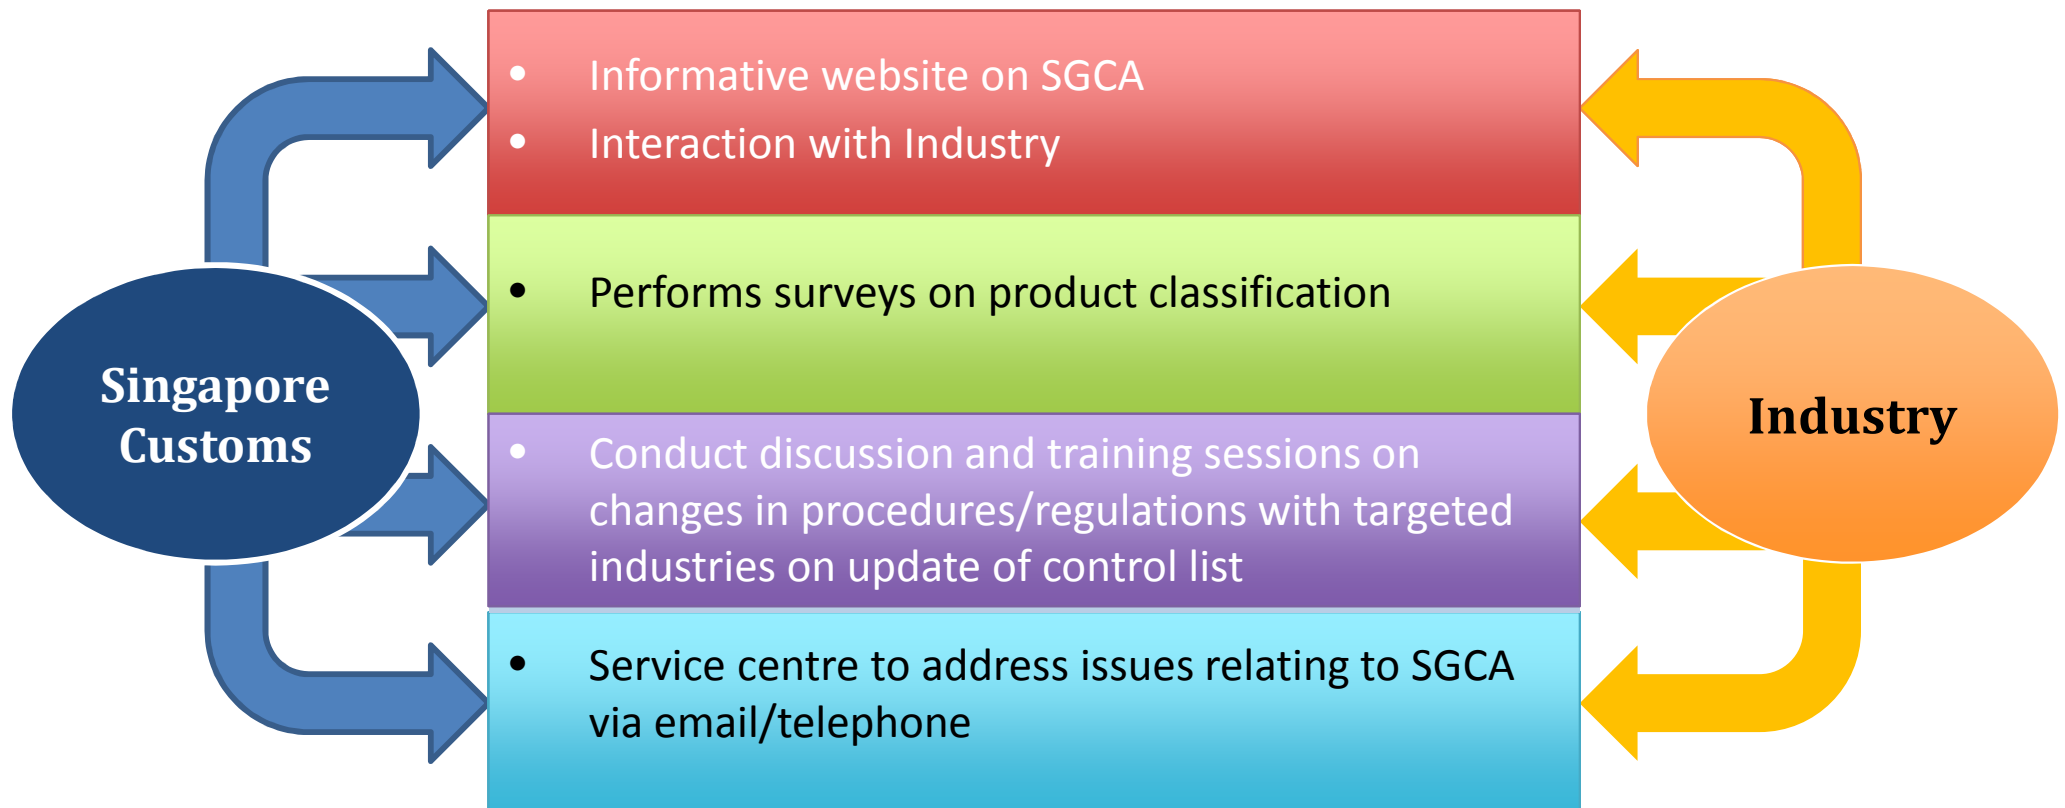 • Informative website on SGCA
• Interaction with Industry
• Performs surveys on product classification
Singapore
Customs
• Conduct discussion and training sessions on
changes in procedures/regulations with targeted
industries on update of control list
Industry
• Service centre to address issues relating to SGCA
via email/telephone